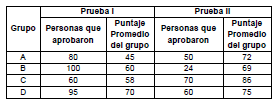 Grupo Prueba I Prueba II
Personas que aprobaron Puntaje Promedio del grupo Personas que aprobaron Puntaje Promedio del grupo
A 80 45 50 72
B 100 60 24 69
C 60 58 70 86
D 95 70 60 75